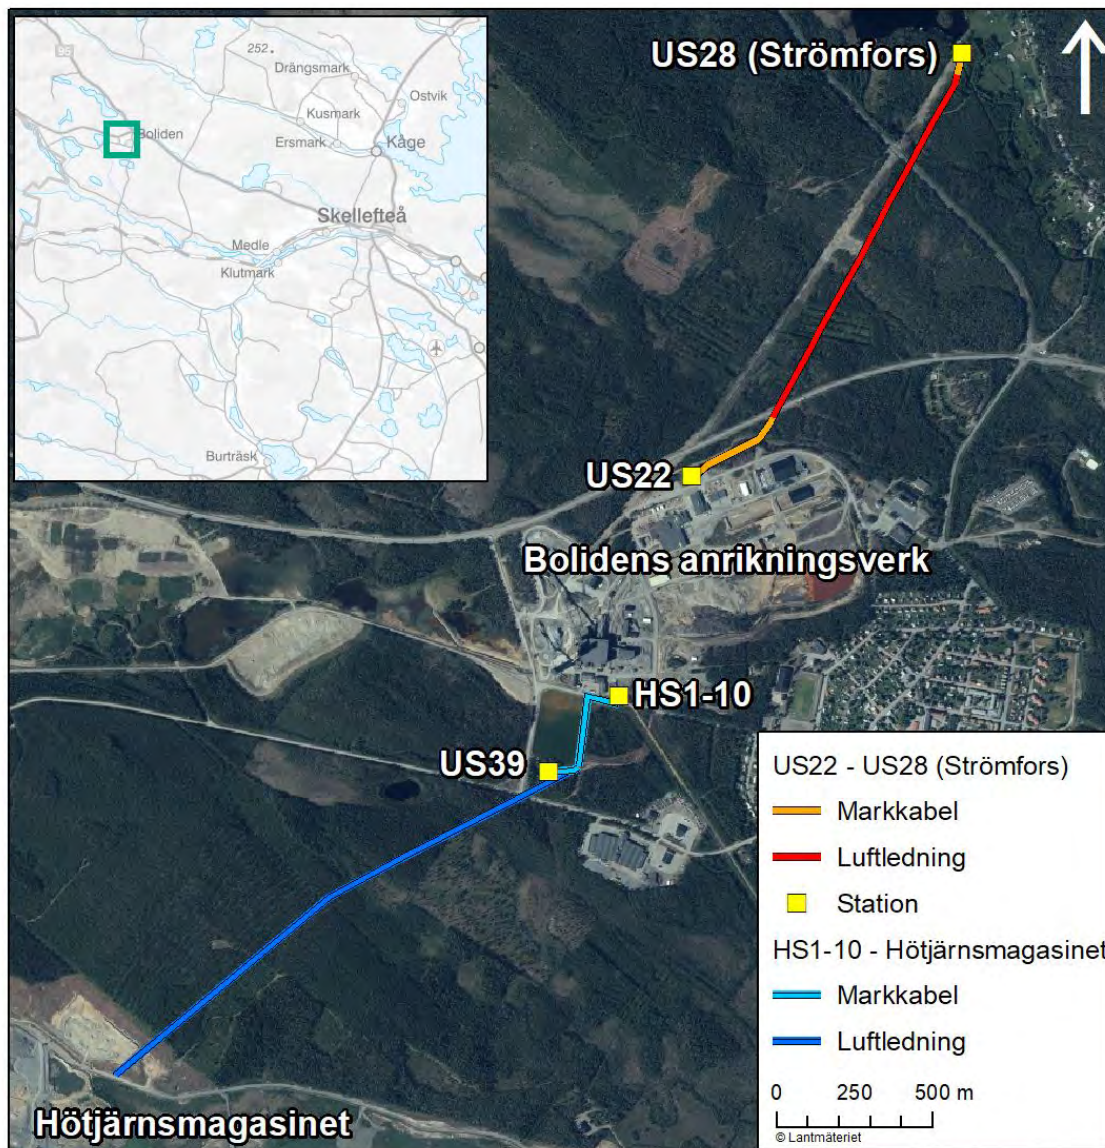 US28 (Strömfors)
95
252.
Drängsmark
Ostvik
Kusmark
Boliden
Ersmark
Kåge
Skellefteå
Medle
Klutmark
Burträsk
US22
Bolidens anrikningsverk
HS1-10
US39
Hötjärnsmagasinet
US22 - US28 (Strömfors)
Markkabel
Luftledning
Station
HS1-10 - Hötjärnsmagasinet
Markkabel
Luftledning
0 250 500 m
© Lantmäteriet